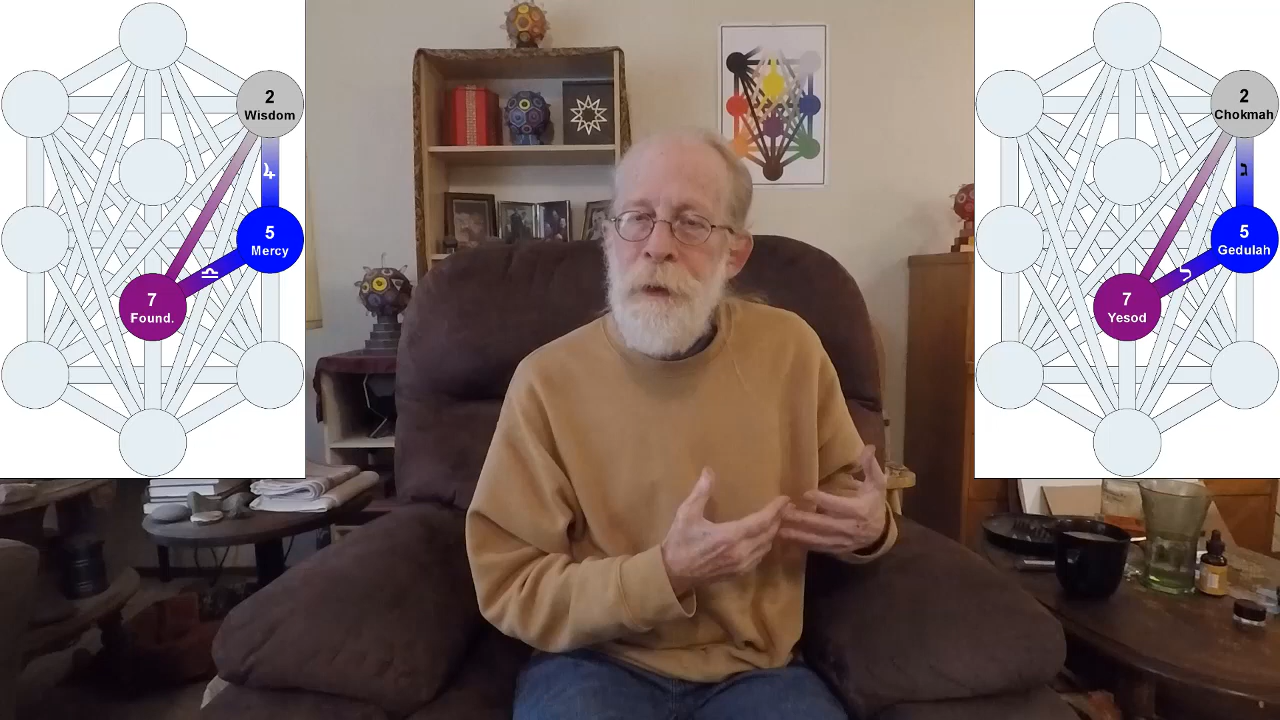 2
Wisdom
♃
5
Mercy
♎
7
Found.
2
Chokmah
ג
5
Gedulah
ל
7
Yesod